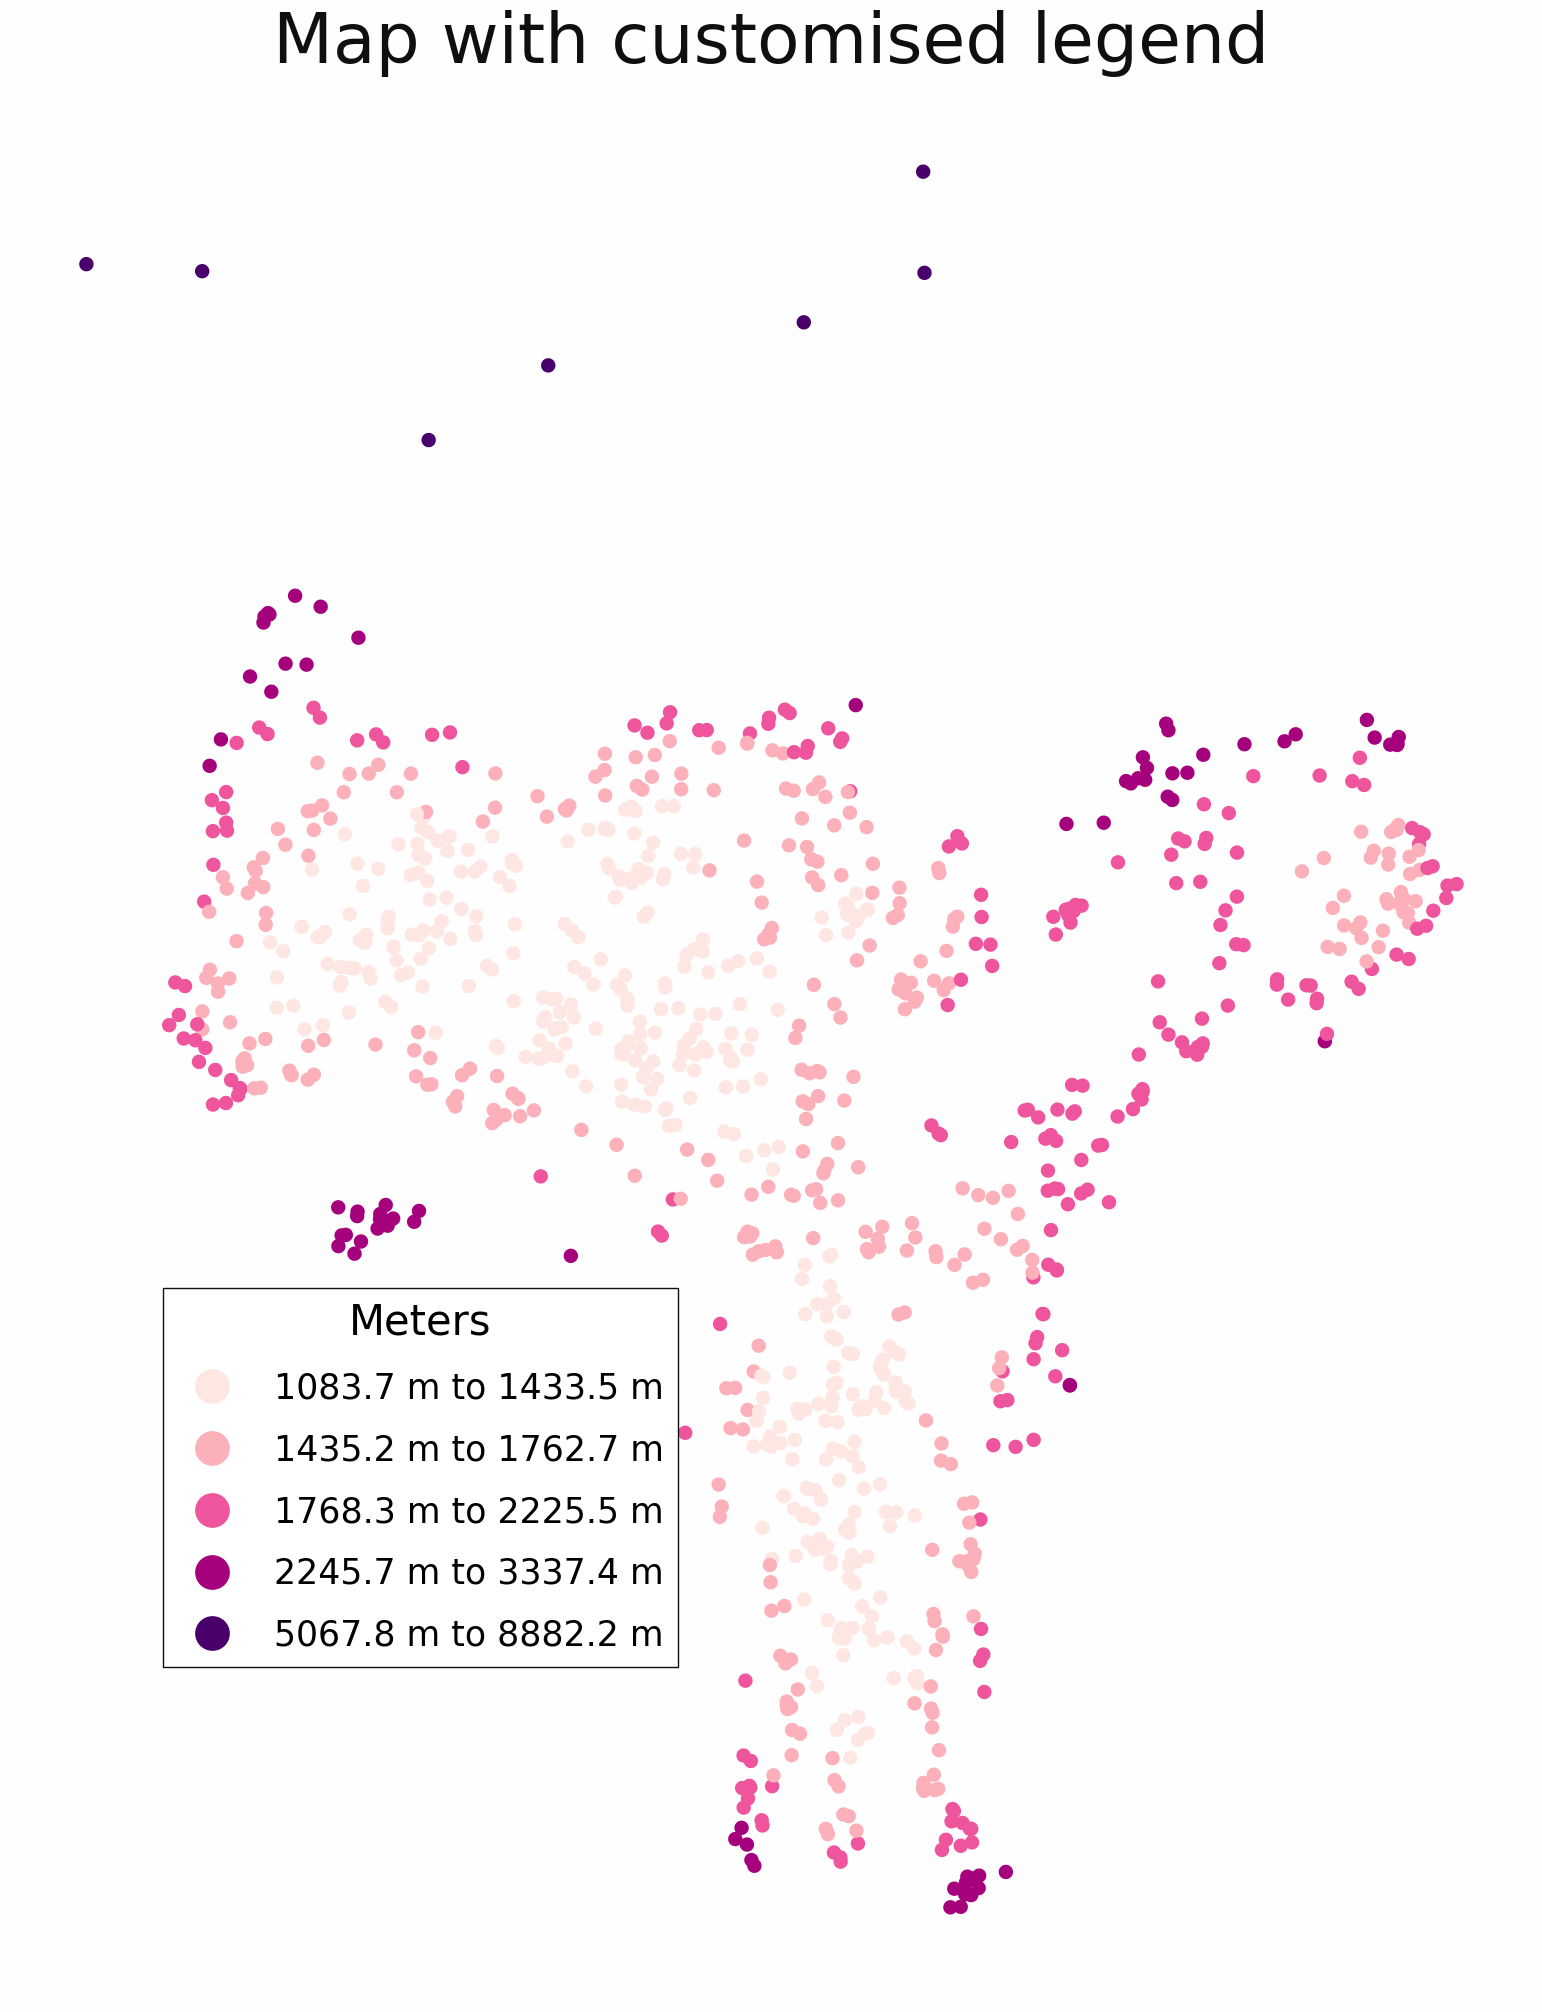 Map with customised legend
Meters
1083.7 m to 1433.5 m
1435.2 m to 1762.7 m
1768.3 m to 2225.5 m
2245.7 m to 3337.4 m
5067.8 m to 8882.2 m